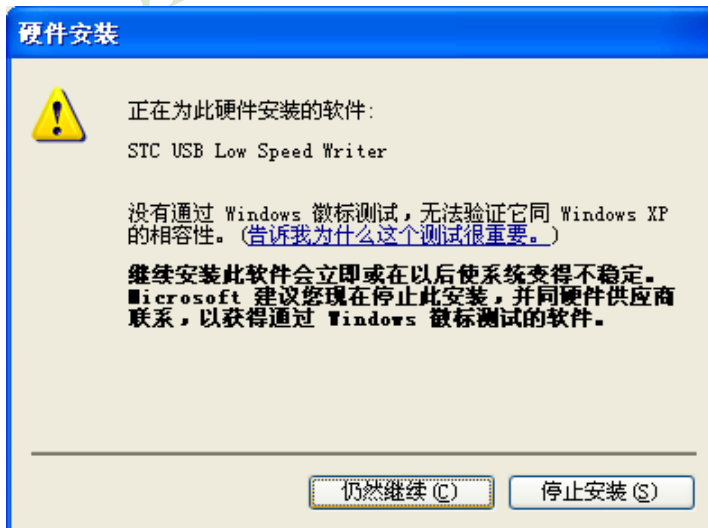 硬件安装
正在为此硬件安装的软件:
STC USB Low Speed Writer
没有通过 Windows 徽标测试，无法验证它同 Windows XP
的相容性。(告诉我为什么这个测试很重要。)
继续安装此软件会立即或在以后使系统变得不稳定。
Microsoft 建议您现在停止此安装，并同硬件供应商
联系，以获得通过 Windows 徽标测试的软件。
仍然继续(C)
停止安装(S)